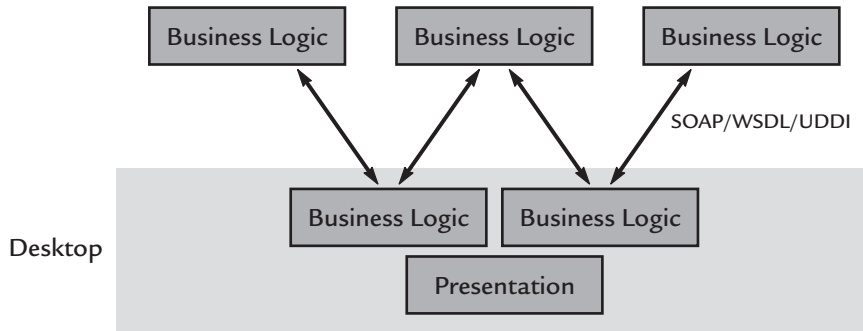 Business Logic
Business Logic
Business Logic
SOAP/WSDL/UDDI
Business Logic
Business Logic
Desktop
Presentation